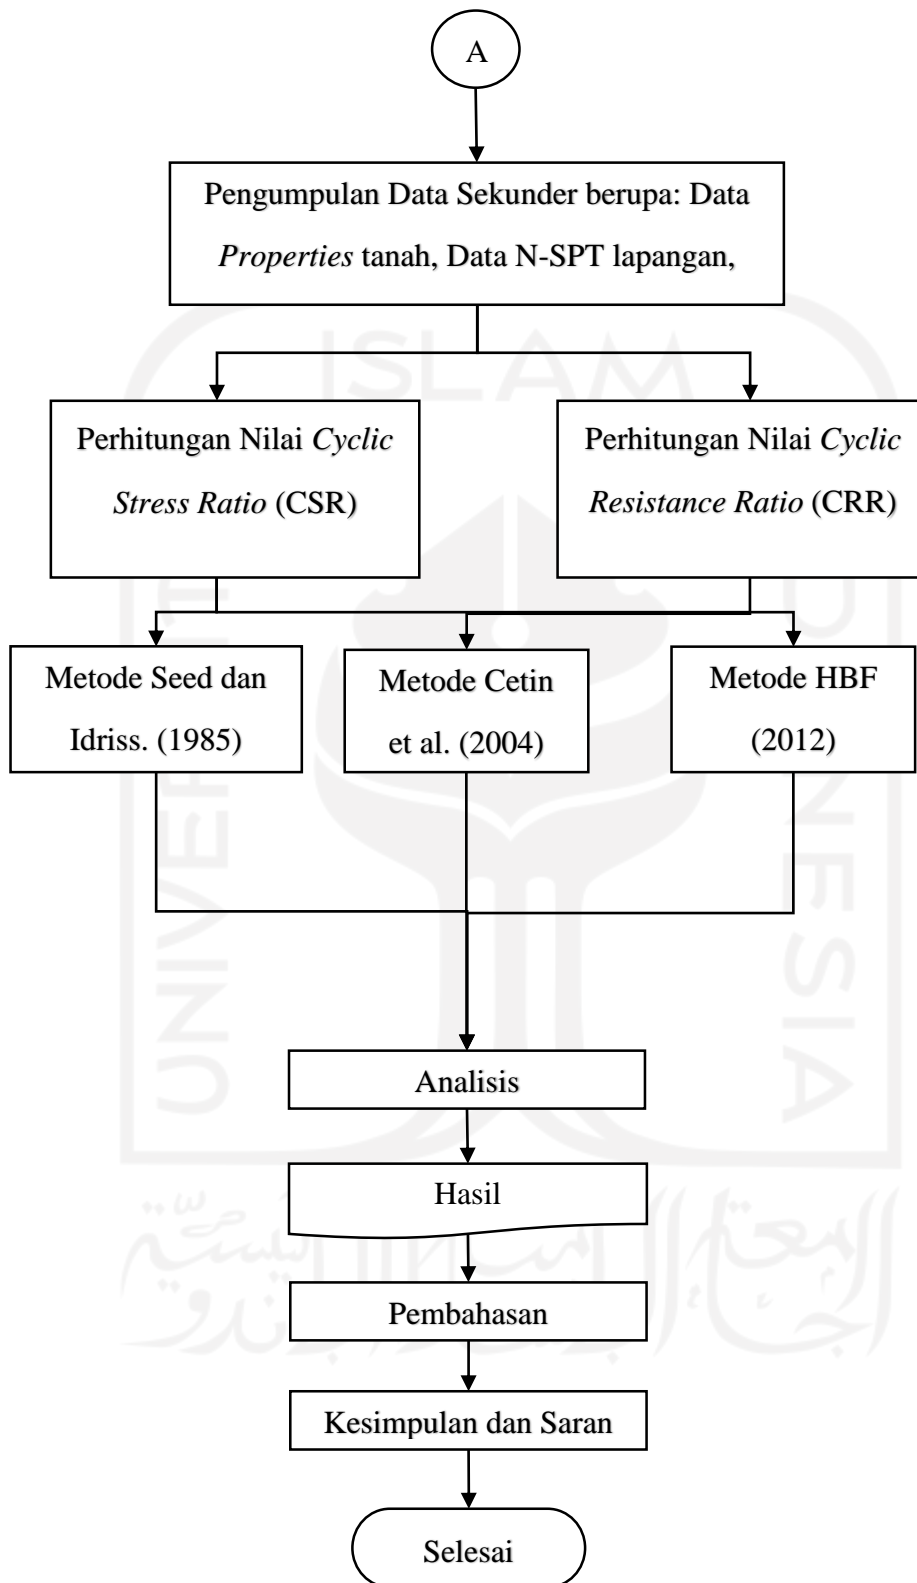 A
Pengumpulan Data Sekunder berupa: Data
Properties tanah, Data N-SPT lapangan,
ISLAM
Perhitungan Nilai Cyclic
Stress Ratio (CSR)
Perhitungan Nilai Cyclic
Resistance Ratio (CRR)
Metode Seed dan
Idriss. (1985)
Metode Cetin
et al. (2004)
Metode HBF
(2012)
Analisis
Hasil
Pembahasan
Kesimpulan dan Saran
Selesai